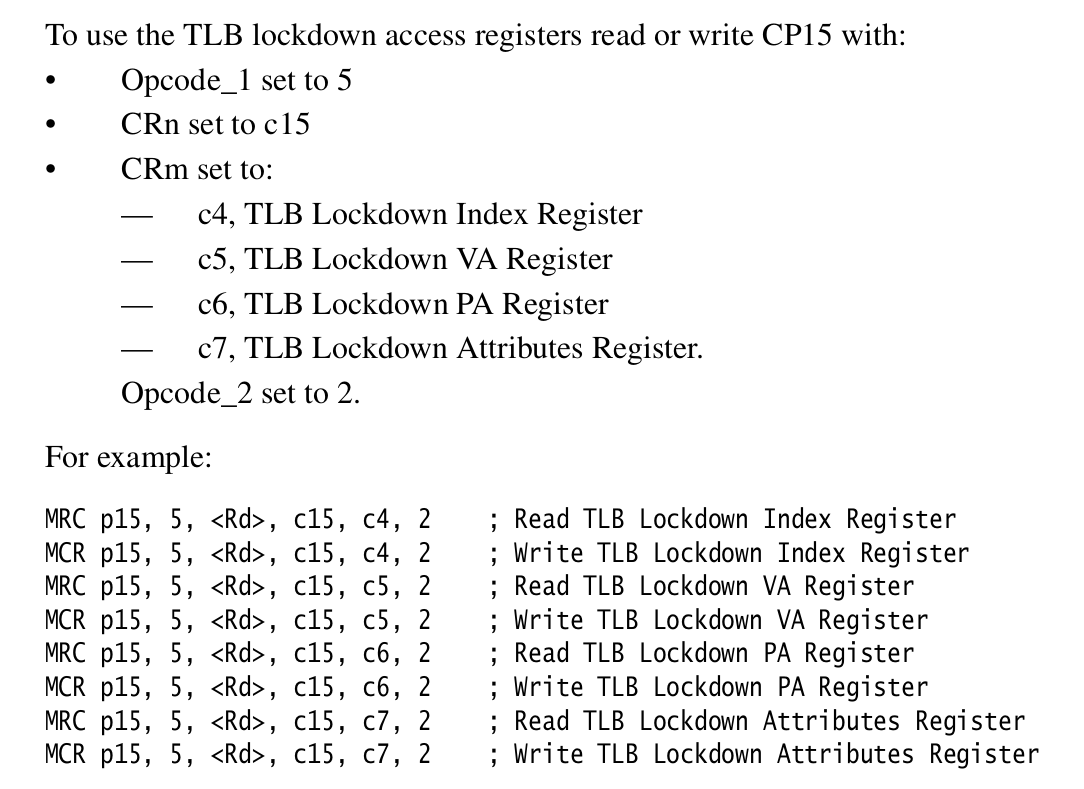 To use the TLB lockdown access registers read or write CP15 with:
• Opcode_1 set to 5
• CRn set to c15
• CRm set to:
— c4, TLB Lockdown Index Register
— c5, TLB Lockdown VA Register
— c6, TLB Lockdown PA Register
— c7, TLB Lockdown Attributes Register.
Opcode_2 set to 2.
For example:
MRC p15, 5, <Rd>, c15, c4, 2 ; Read TLB Lockdown Index Register
MCR p15, 5, <Rd>, c15, c4, 2 ; Write TLB Lockdown Index Register
MRC p15, 5, <Rd>, c15, c5, 2 ; Read TLB Lockdown VA Register
MCR p15, 5, <Rd>, c15, c5, 2 ; Write TLB Lockdown VA Register
MRC p15, 5, <Rd>, c15, c6, 2 ; Read TLB Lockdown PA Register
MCR p15, 5, <Rd>, c15, c6, 2 ; Write TLB Lockdown PA Register
MRC p15, 5, <Rd>, c15, c7, 2 ; Read TLB Lockdown Attributes Register
MCR p15, 5, <Rd>, c15, c7, 2 ; Write TLB Lockdown Attributes Register